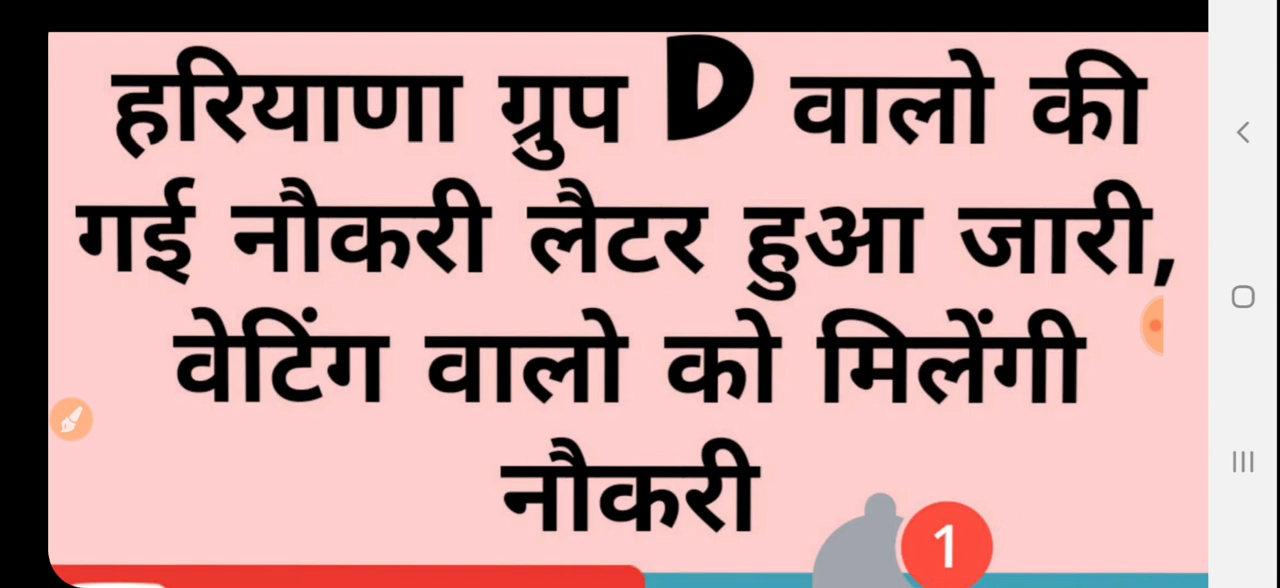 हरियाणा ग्रुप D वालो की
गई नौकरी लैटर हुआ जारी,
वेटिंग वालो को मिलेंगी
नौकरी
1